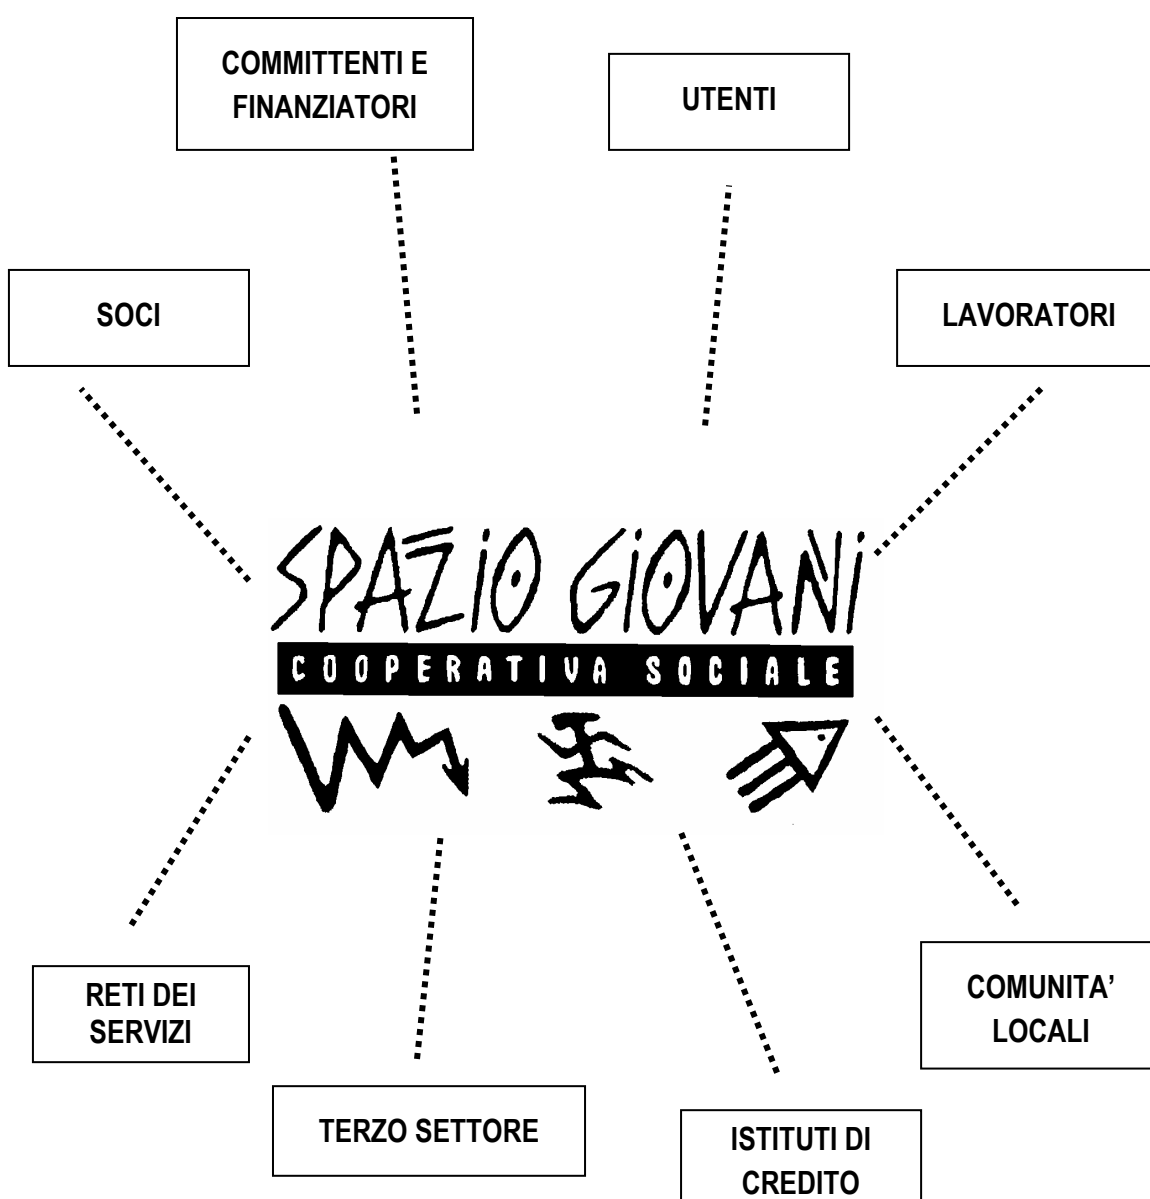 COMMITTENTI E
FINANZIATORI
UTENTI
SOCI
LAVORATORI
SPAZIO GIOVANI
COOPERATIVA SOCIALE
RETI DEI
SERVIZI
COMUNITA’
LOCALI
TERZO SETTORE
ISTITUTI DI
CREDITO